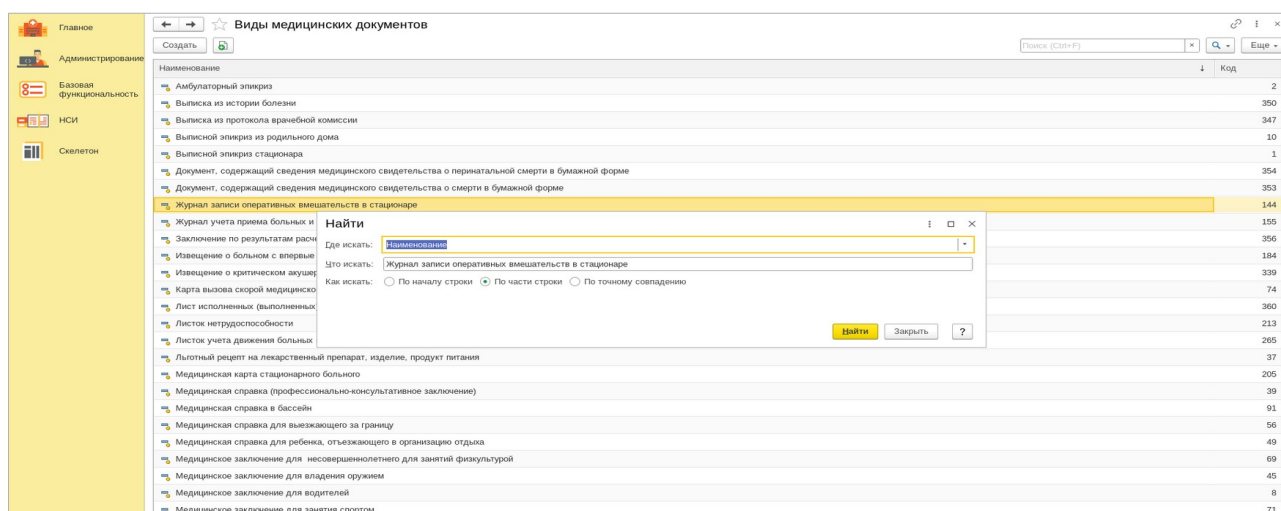 Главное
Администрирование
Базовая
функциональность
НСИ
Скелетон
Виды медицинских документов
Создать
Поиск (Ctrl+F)
Еще
Наименование Код
Амбулаторный эпикриз 2
Выписка из истории болезни 350
Выписка из протокола врачебной комиссии 347
Выписной эпикриз из родильного дома 10
Выписной эпикриз стационара 1
Документ, содержащий сведения медицинского свидетельства о перинатальной смерти в бумажной форме 354
Документ, содержащий сведения медицинского свидетельства о смерти в бумажной форме 353
Журнал записи оперативных вмешательств в стационаре 144
Журнал учета приема больных и 155
Заключение по результатам расче 356
Извещение о больном с впервые 184
Извещение о критическом акушер 339
Карта вызова скорой медицинско 74
Лист исполненных (выполненных 360
Листок нетрудоспособности 213
Листок учета движения больных 265
Найти
Где искать: Наименование
Что искать: Журнал записи оперативных вмешательств в стационаре
Как искать: По началу строки По части строки По точному совпадению
Найти Закрыть ?
Льготный рецепт на лекарственный препарат, изделие, продукт питания 37
Медицинская карта стационарного больного 205
Медицинская справка (профессионально-консультативное заключение) 39
Медицинская справка в бассейн 91
Медицинская справка для выезжающего за границу 56
Медицинская справка для ребенка, отъезжающего в организацию отдыха 49
Медицинское заключение для несовершеннолетнего для занятий физкультурой 69
Медицинское заключение для владения оружием 45
Медицинское заключение для водителей 8
Медицинское заключение для занятия спортом 71